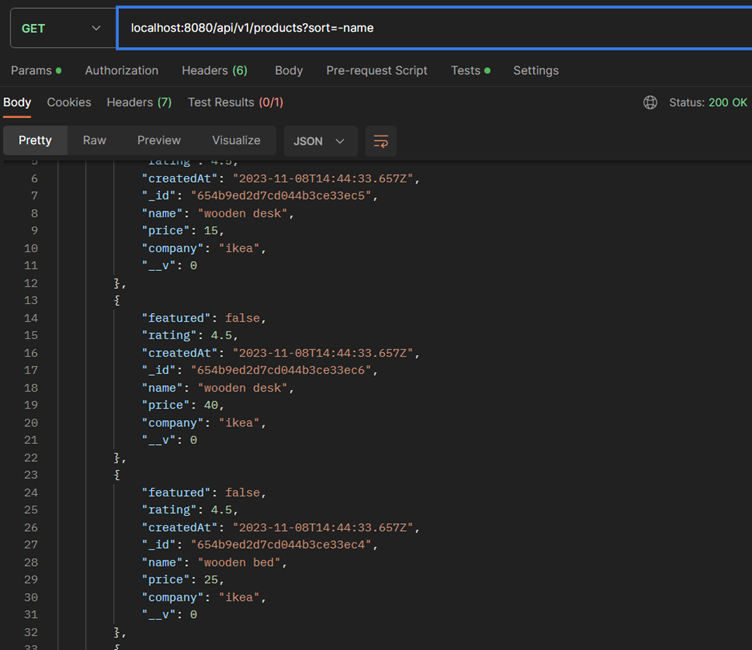 GET localhost:8080/api/v1/products?sort=-name
Params Authorization Headers (6) Body Pre-request Script Tests Settings
Body Cookies Headers (7) Test Results (0/1) Status: 200 OK
Pretty Raw Preview Visualize JSON
5 "rating": 4.5,
6 "createdAt": "2023-11-08T14:44:33.657Z",
7 "_id": "654b9ed2d7cd044b3ce33ec5",
8 "name": "wooden desk",
9 "price": 15,
10 "company": "ikea",
11 "__v": 0
12 },
13 {
14 "featured": false,
15 "rating": 4.5,
16 "createdAt": "2023-11-08T14:44:33.657Z",
17 "_id": "654b9ed2d7cd044b3ce33ec6",
18 "name": "wooden desk",
19 "price": 40,
20 "company": "ikea",
21 "__v": 0
22 },
23 {
24 "featured": false,
25 "rating": 4.5,
26 "createdAt": "2023-11-08T14:44:33.657Z",
27 "_id": "654b9ed2d7cd044b3ce33ec4",
28 "name": "wooden bed",
29 "price": 25,
30 "company": "ikea",
31 "__v": 0
32 },
33 {